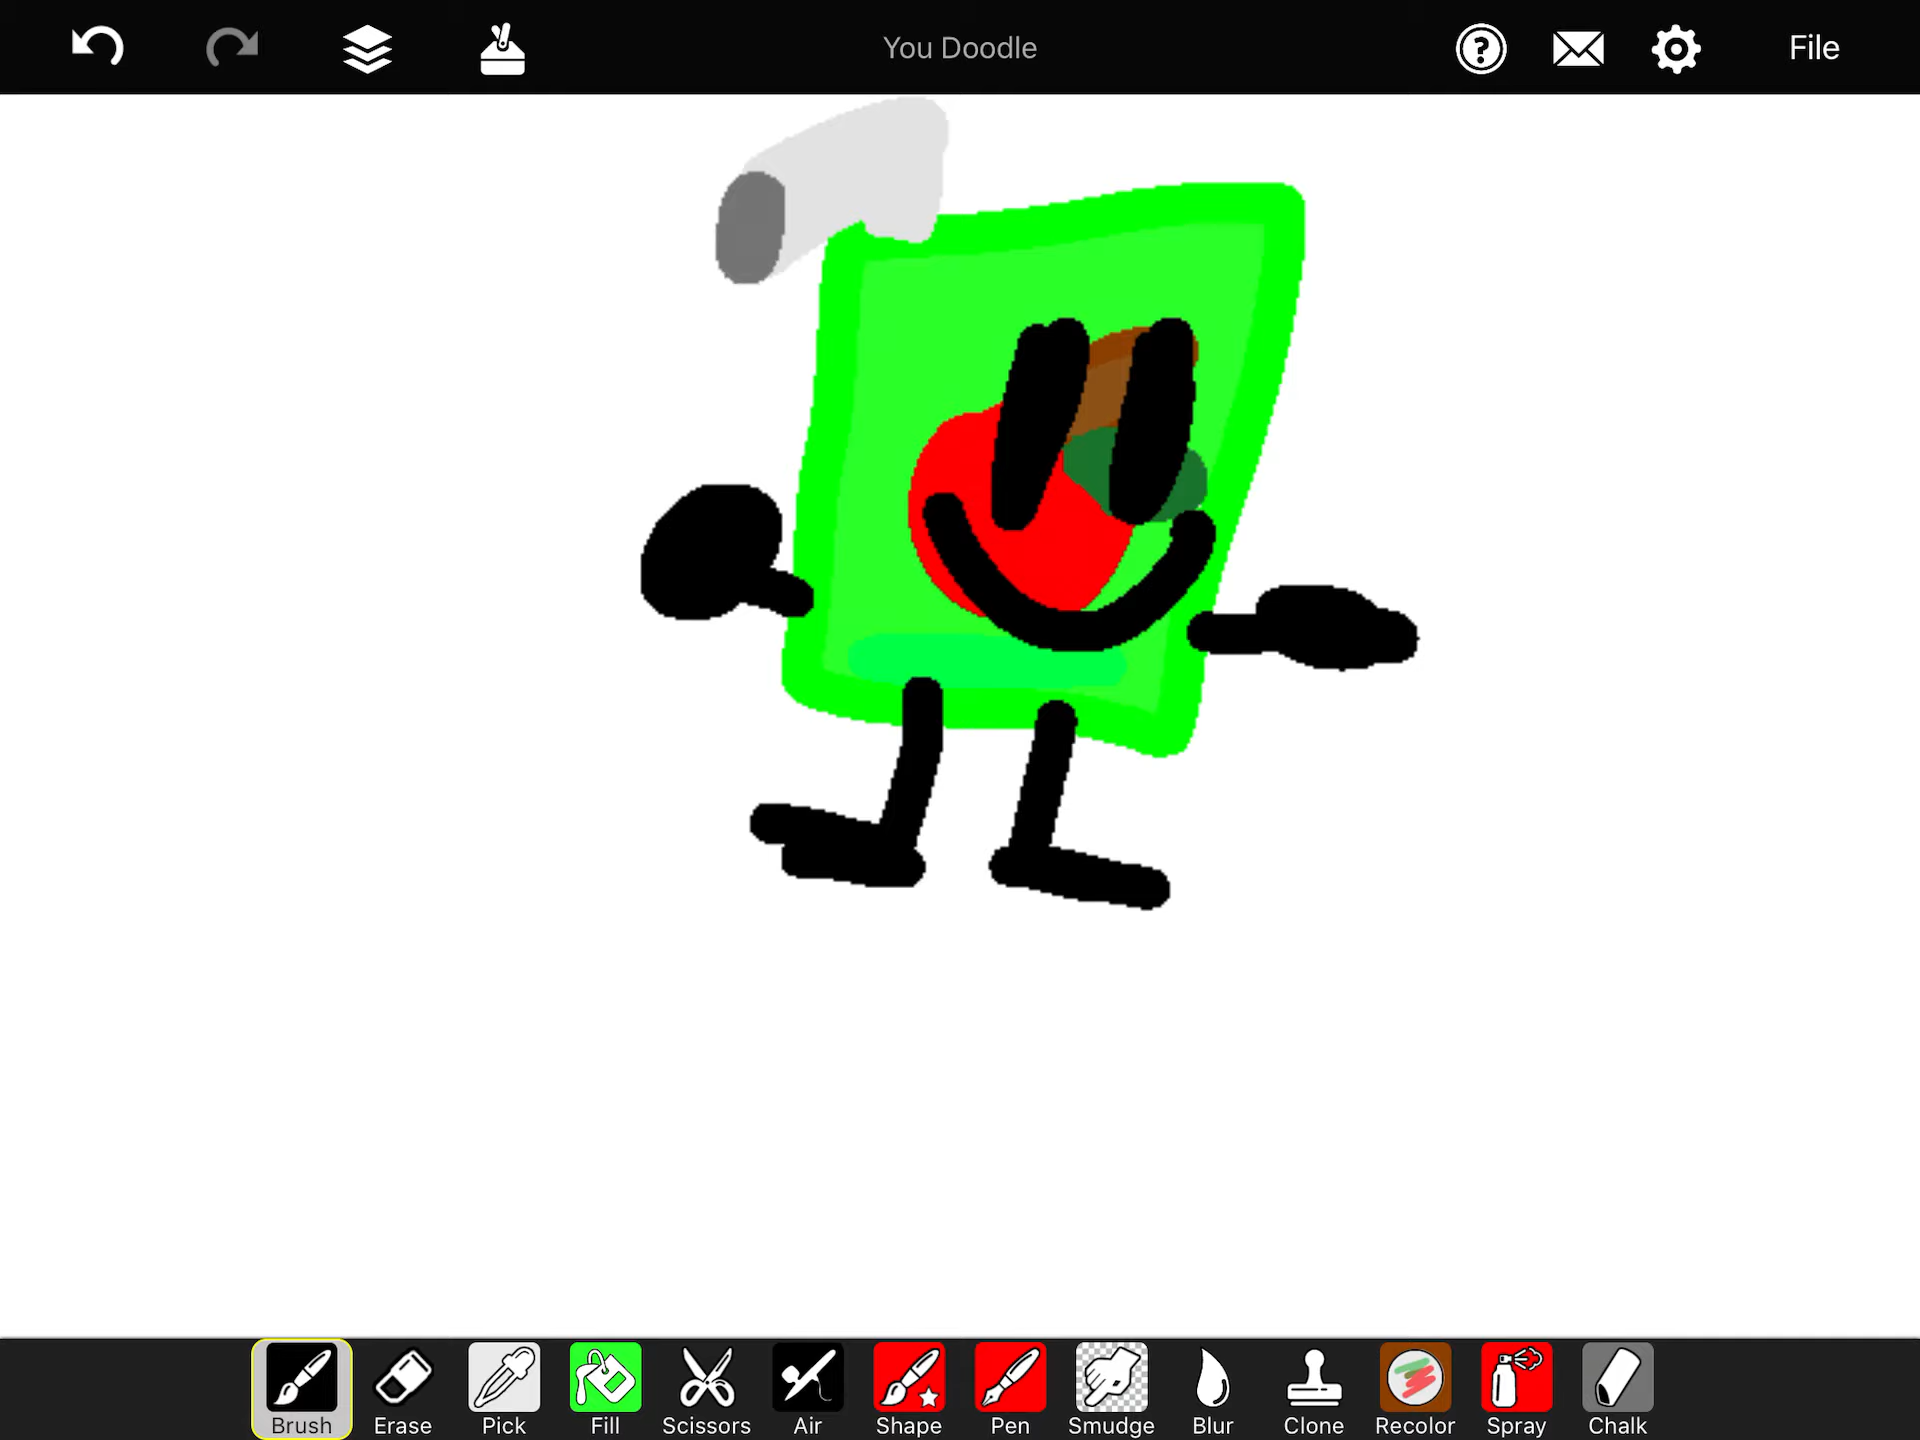 You Doodle
File
Brush
Erase
Pick
Fill
Scissors
Air
Shape
Pen
Smudge
Blur
Clone
Recolor
Spray
Chalk